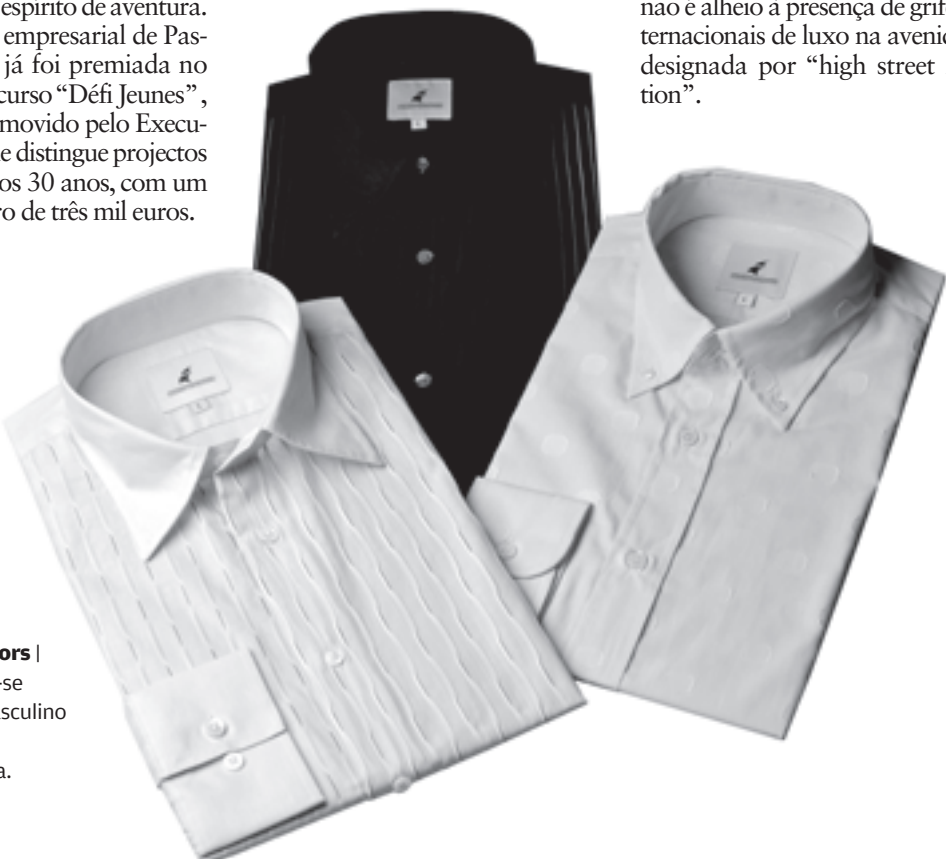 espírito de aventura.
empresarial de Pas-
já foi premiada no
curso “Défi Jeunes”,
movido pelo Execu-
e distingue projectos
os 30 anos, com um
ro de três mil euros.
não é alheio à presença de grif
ternacionais de luxo na avenid
designada por “high street
tion”.
ors |
-se
sculino
a.